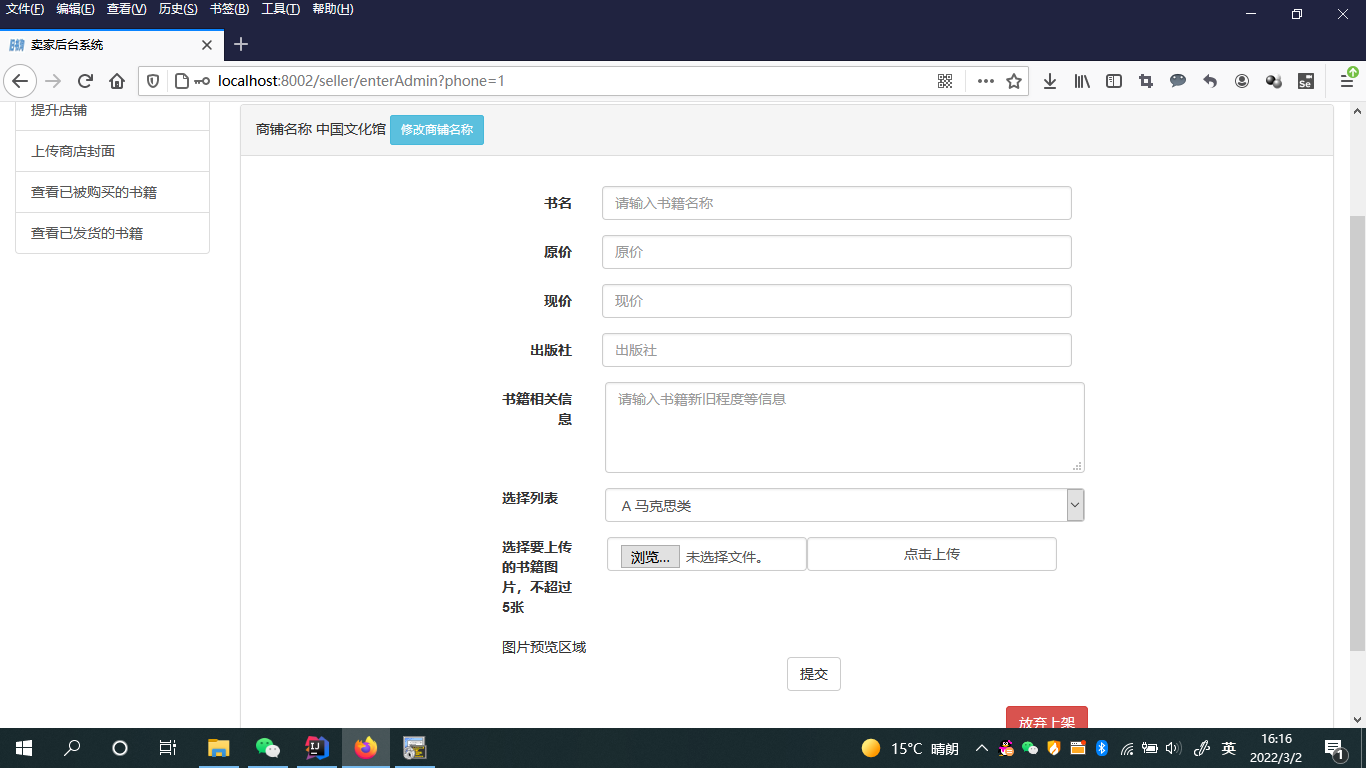 文件(F) 编辑(E) 查看(V) 历史(S) 书签(B) 工具(T) 帮助(H)
卖家后台系统
localhost:8002/seller/enterAdmin?phone=1
Se
提升店铺
上传商店封面
查看已被购买的书籍
查看已发货的书籍
商铺名称 中国文化馆 修改商铺名称
书名 请输入书籍名称
原价 原价
现价 现价
出版社 出版社
书籍相关信
息
请输入书籍新旧程度等信息
选择列表 A 马克思类
选择要上传
的书籍图
片，不超过
5张
浏览... 未选择文件。 点击上传
图片预览区域
提交
放弃上架
15°C 晴朗 英
16:16
2022/3/2
1